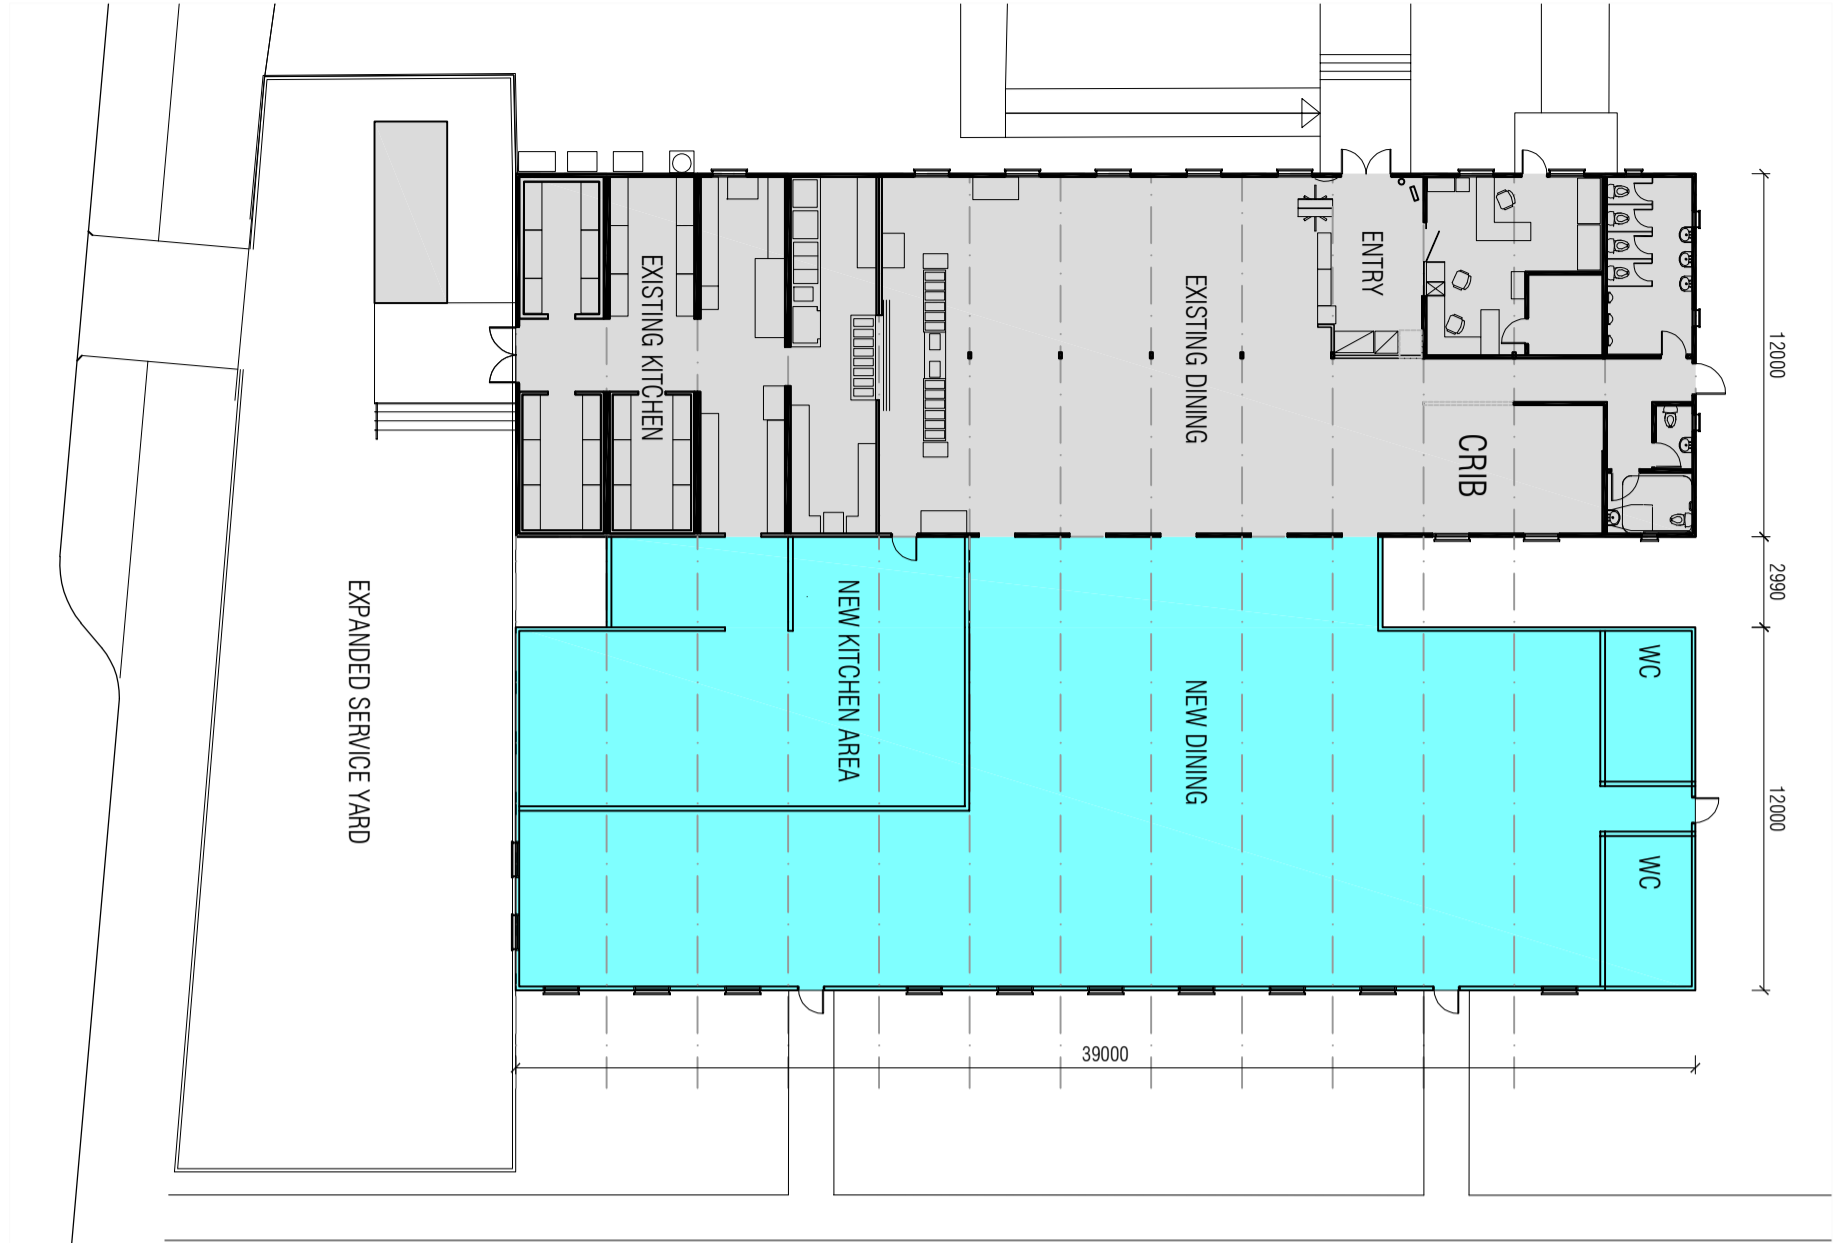 ENTRY
EXISTING KITCHEN
EXISTING DINING
12000
CRIB
2990
EXPANDED SERVICE YARD
NEW KITCHEN AREA
NEW DINING
WC
12000
WC
39000